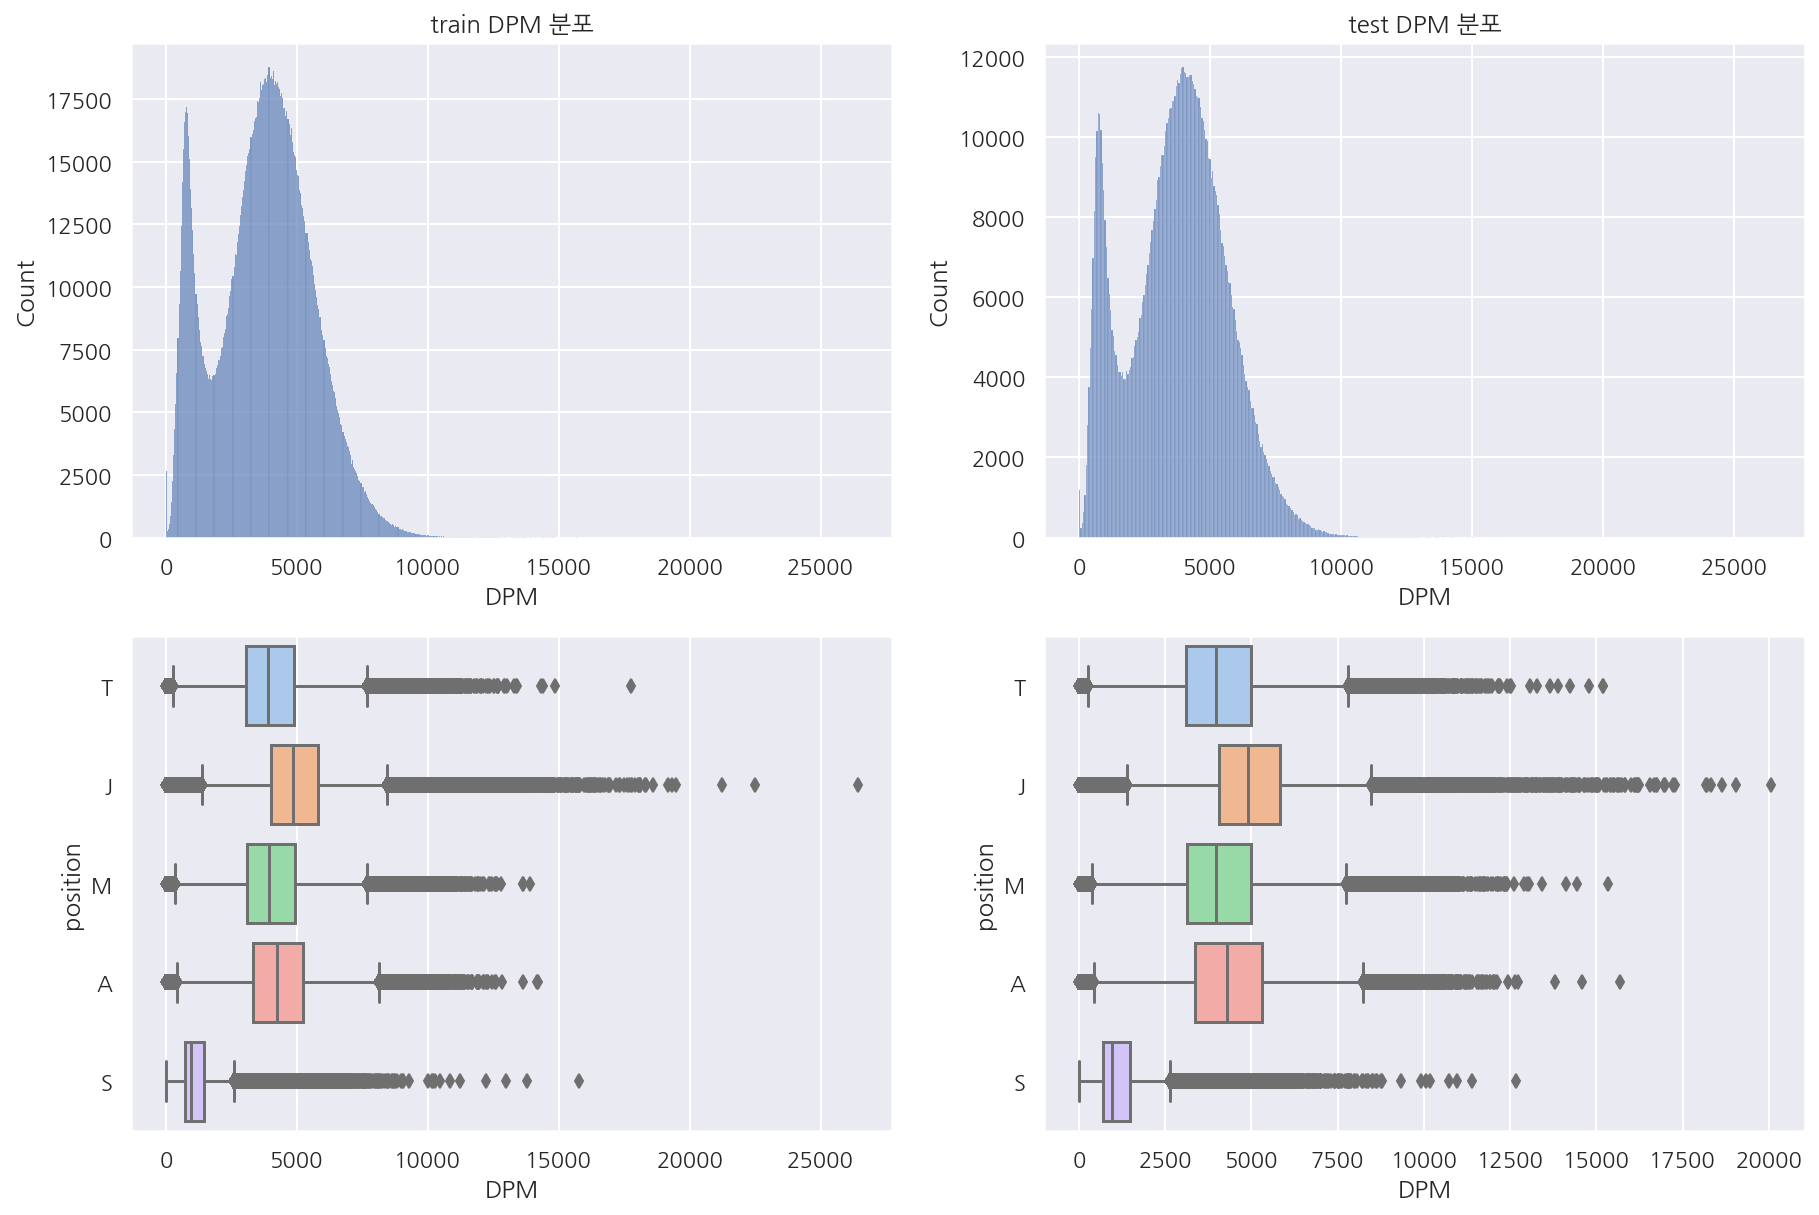 train DPM 분포
Count
17500
15000
12500
10000
7500
5000
2500
0
0 5000 10000 15000 20000 25000
DPM
test DPM 분포
Count
12000
10000
8000
6000
4000
2000
0
0 5000 10000 15000 20000 25000
DPM
position
T
J
M
A
S
0 5000 10000 15000 20000 25000
DPM
position
T
J
M
A
S
0 2500 5000 7500 10000 12500 15000 17500 20000
DPM